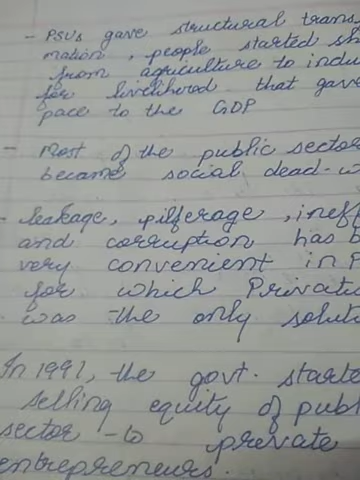 - PSUs gave structural trans
mation, people started sh
from agriculture to indu
for livelihood that gave
pace to the GDP
- Most of the public sector
became social dead-w
- leakage, pilferage, ineff
and corruption has b
very convenient in P
for which Privati
was the only solut
In 1991, the govt. starte
selling equity of publ
sector to private
entrepreneurs.